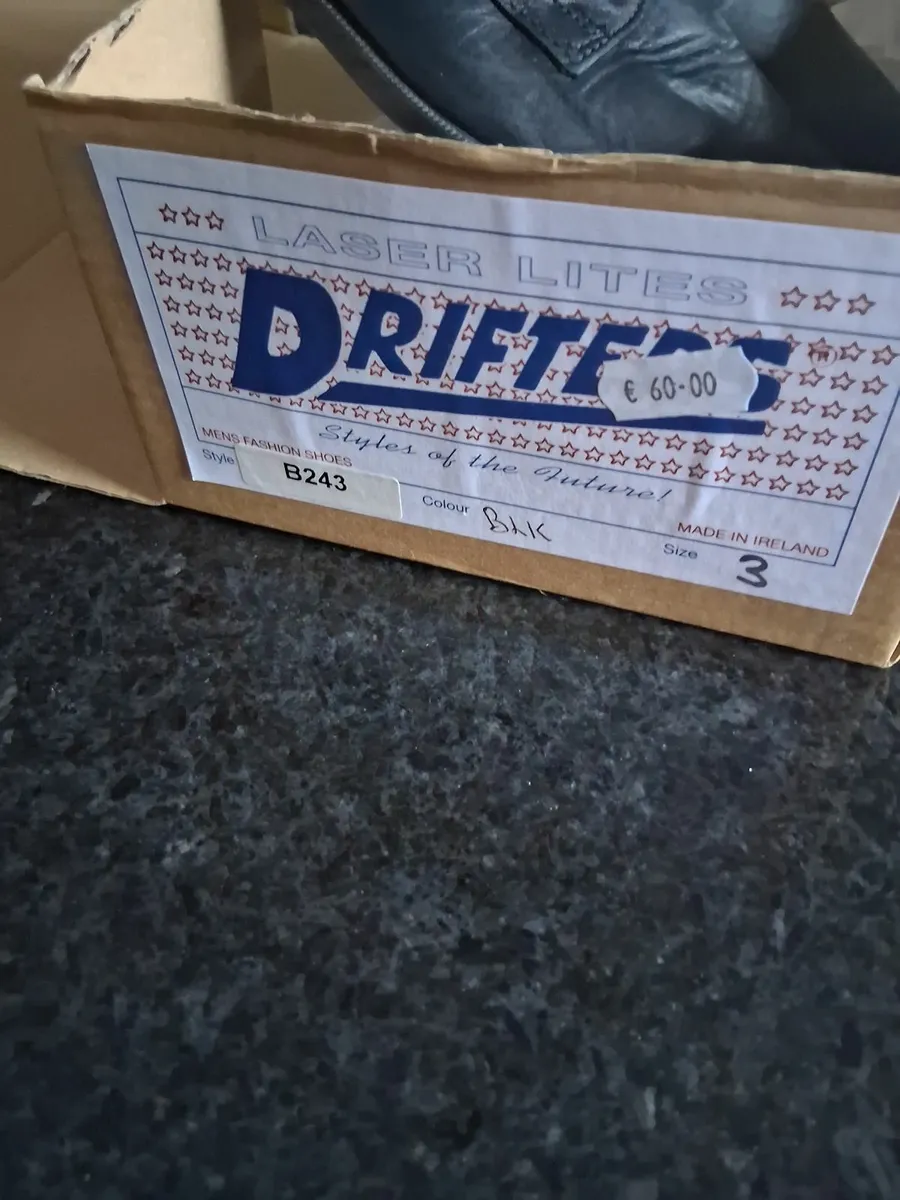 LASER LITES
DRIFTERS TM
€ 60-00
Styles of the Future!
MENS FASHION SHOES
Style B243
Colour BLK
MADE IN IRELAND
Size 3